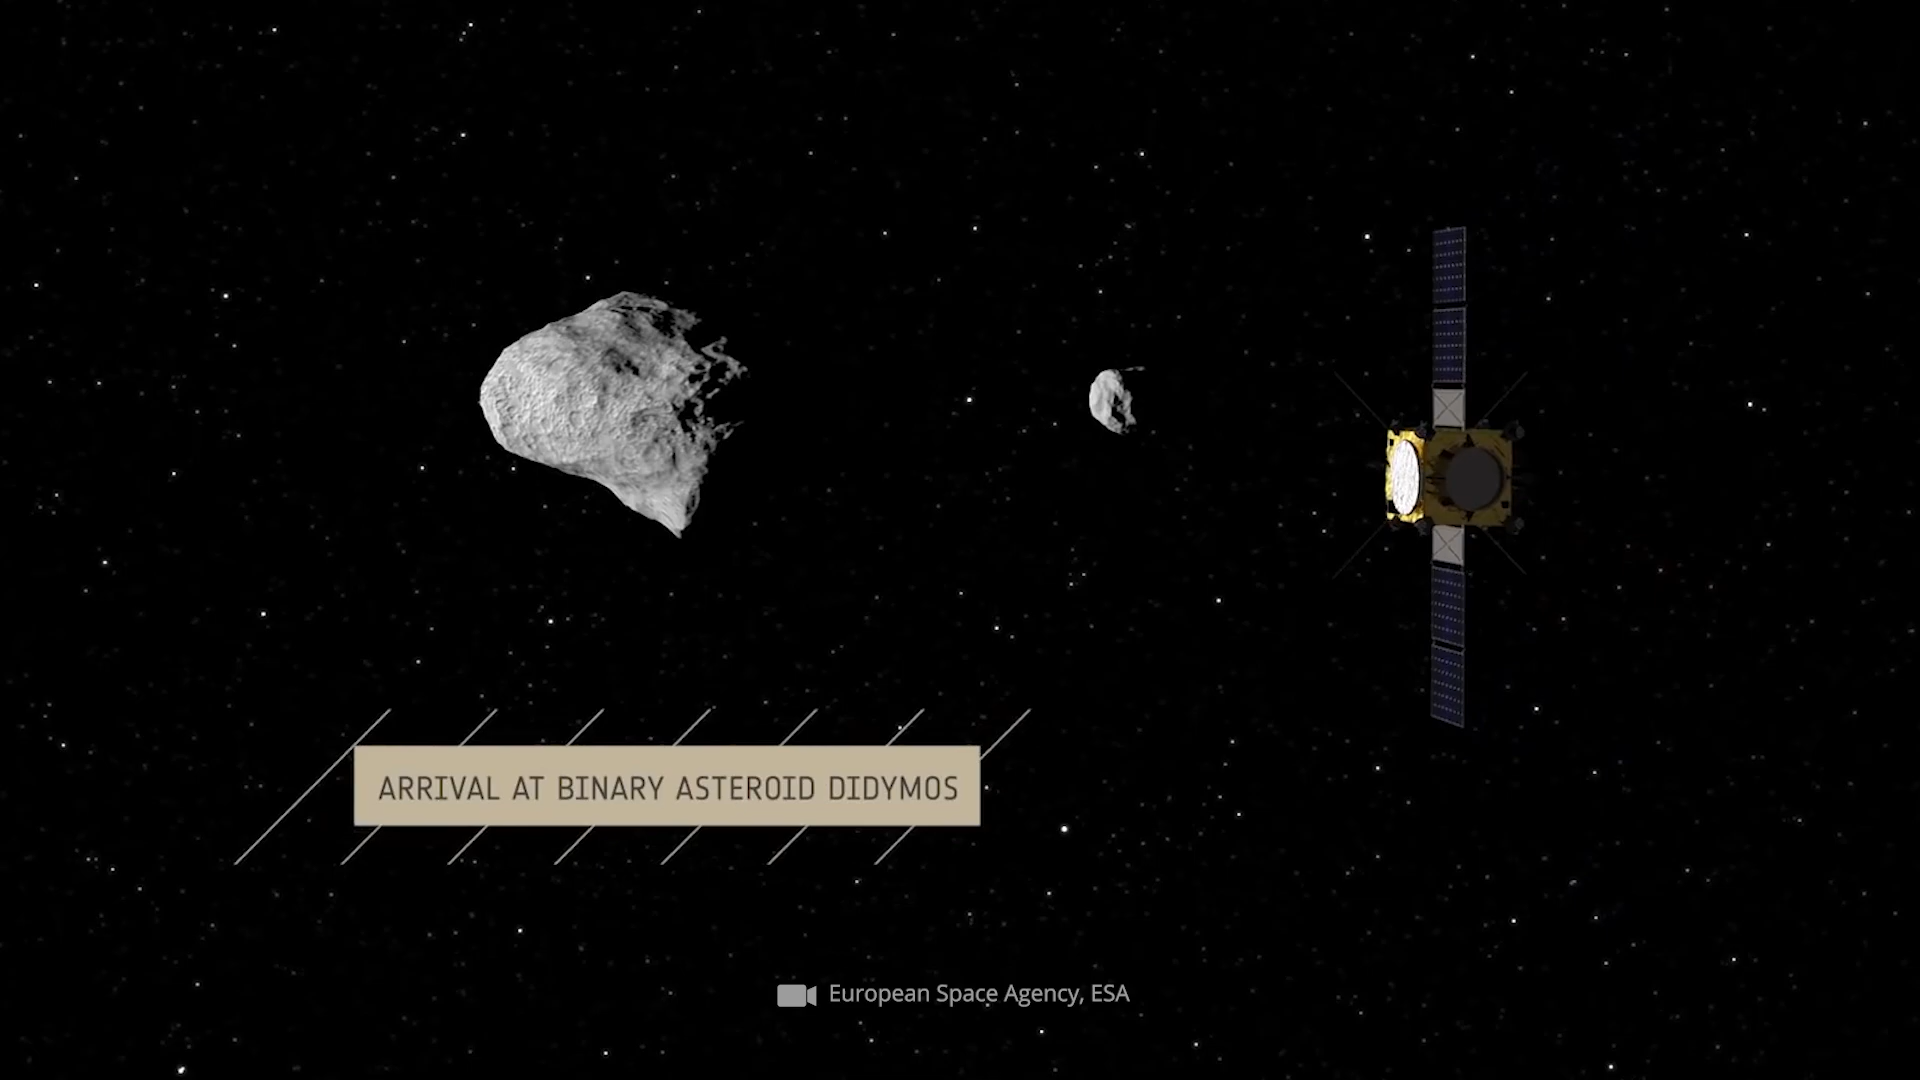 ARRIVAL AT BINARY ASTEROID DIDYMOS
European Space Agency, ESA